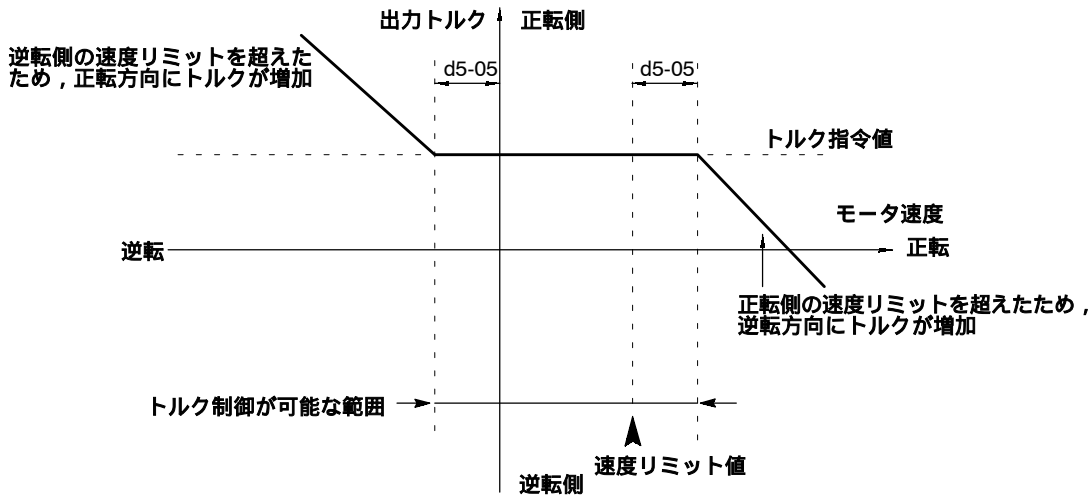 出力トルク
正転側
逆転側の速度リミットを超えた
ため，正転方向にトルクが増加
d5-05
d5-05
トルク指令値
モータ速度
逆転
正転
正転側の速度リミットを超えたため，
逆転方向にトルクが増加
トルク制御が可能な範囲
速度リミット値
逆転側